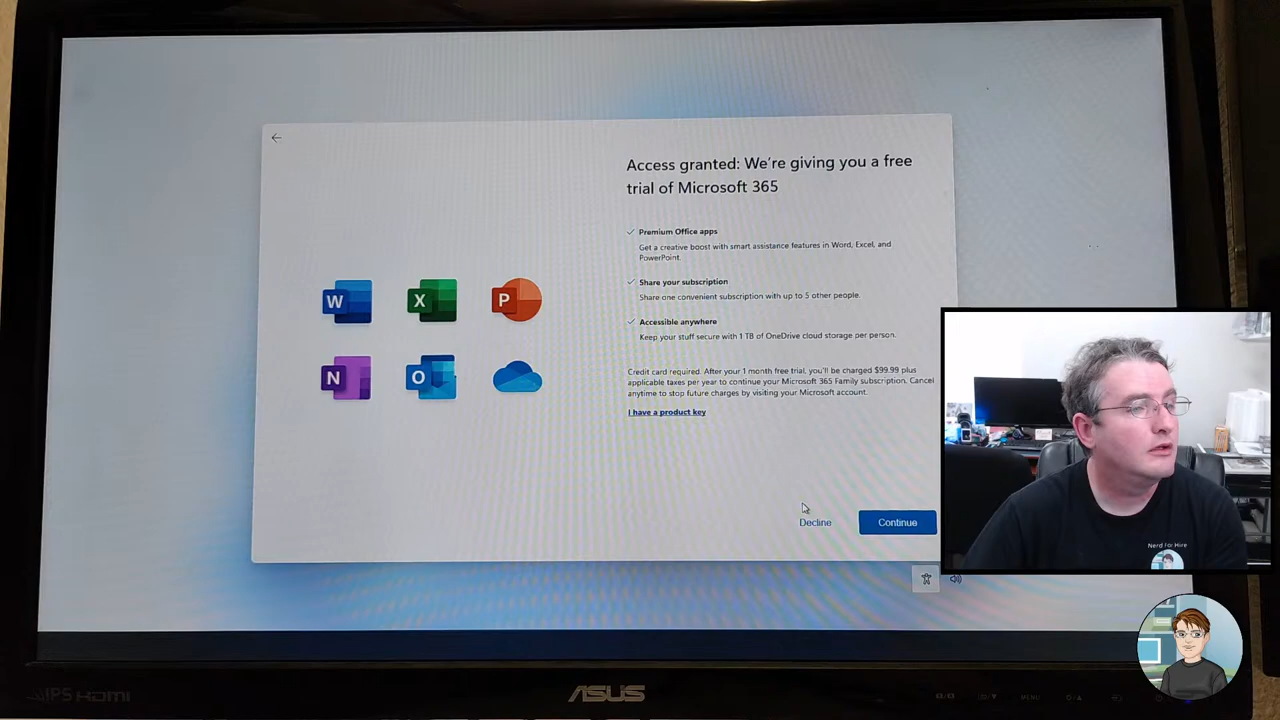 Access granted: We're giving you a free
trial of Microsoft 365
Premium Office apps
Get a creative boost with smart assistance features in Word, Excel, and
PowerPoint.
Share your subscription
Share one convenient subscription with up to 5 other people.
Accessible anywhere
Keep your stuff secure with 1 TB of OneDrive cloud storage per person.
Credit card required. After your 1 month free trial, you'll be charged $99.99 plus
applicable taxes per year to continue your Microsoft 365 Family subscription. Cancel
anytime to stop future charges by visiting your Microsoft account.
I have a product key
W
X
P
N
O
Decline
Continue
Nerd For Hire
IPS HDMI
ASUS
MENU